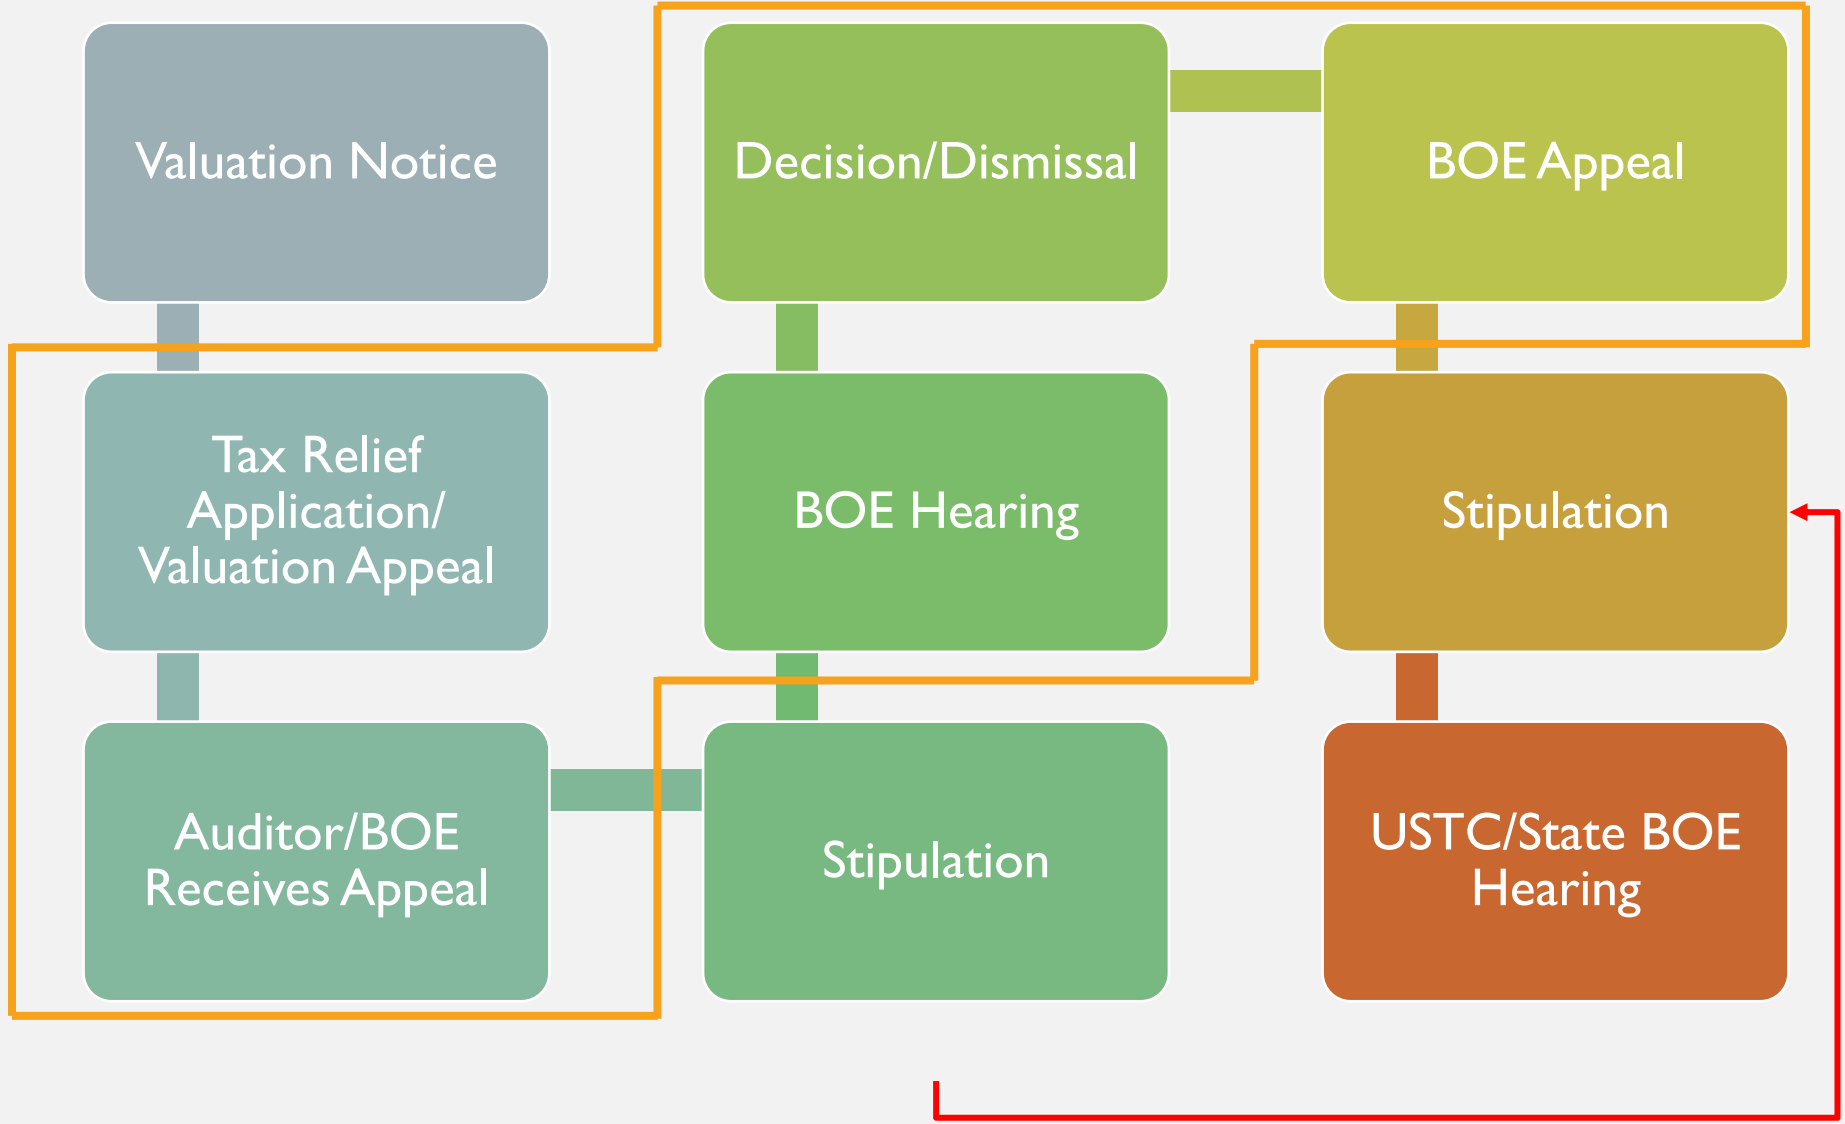 Valuation Notice
Tax Relief
Application/
Valuation Appeal
Auditor/BOE
Receives Appeal
Stipulation
BOE Hearing
Decision/Dismissal
BOE Appeal
Stipulation
USTC/State BOE
Hearing